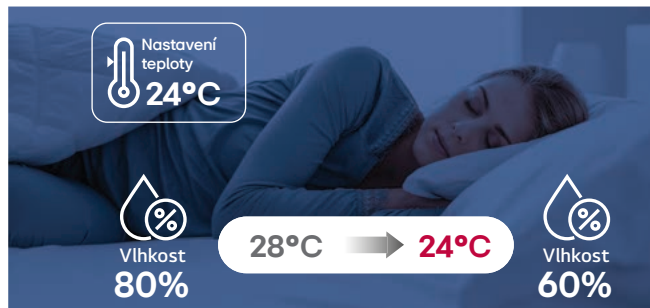 Nastavení
teploty
24°C
%
Vlhkost
80%
28°C
24°C
%
Vlhkost
60%